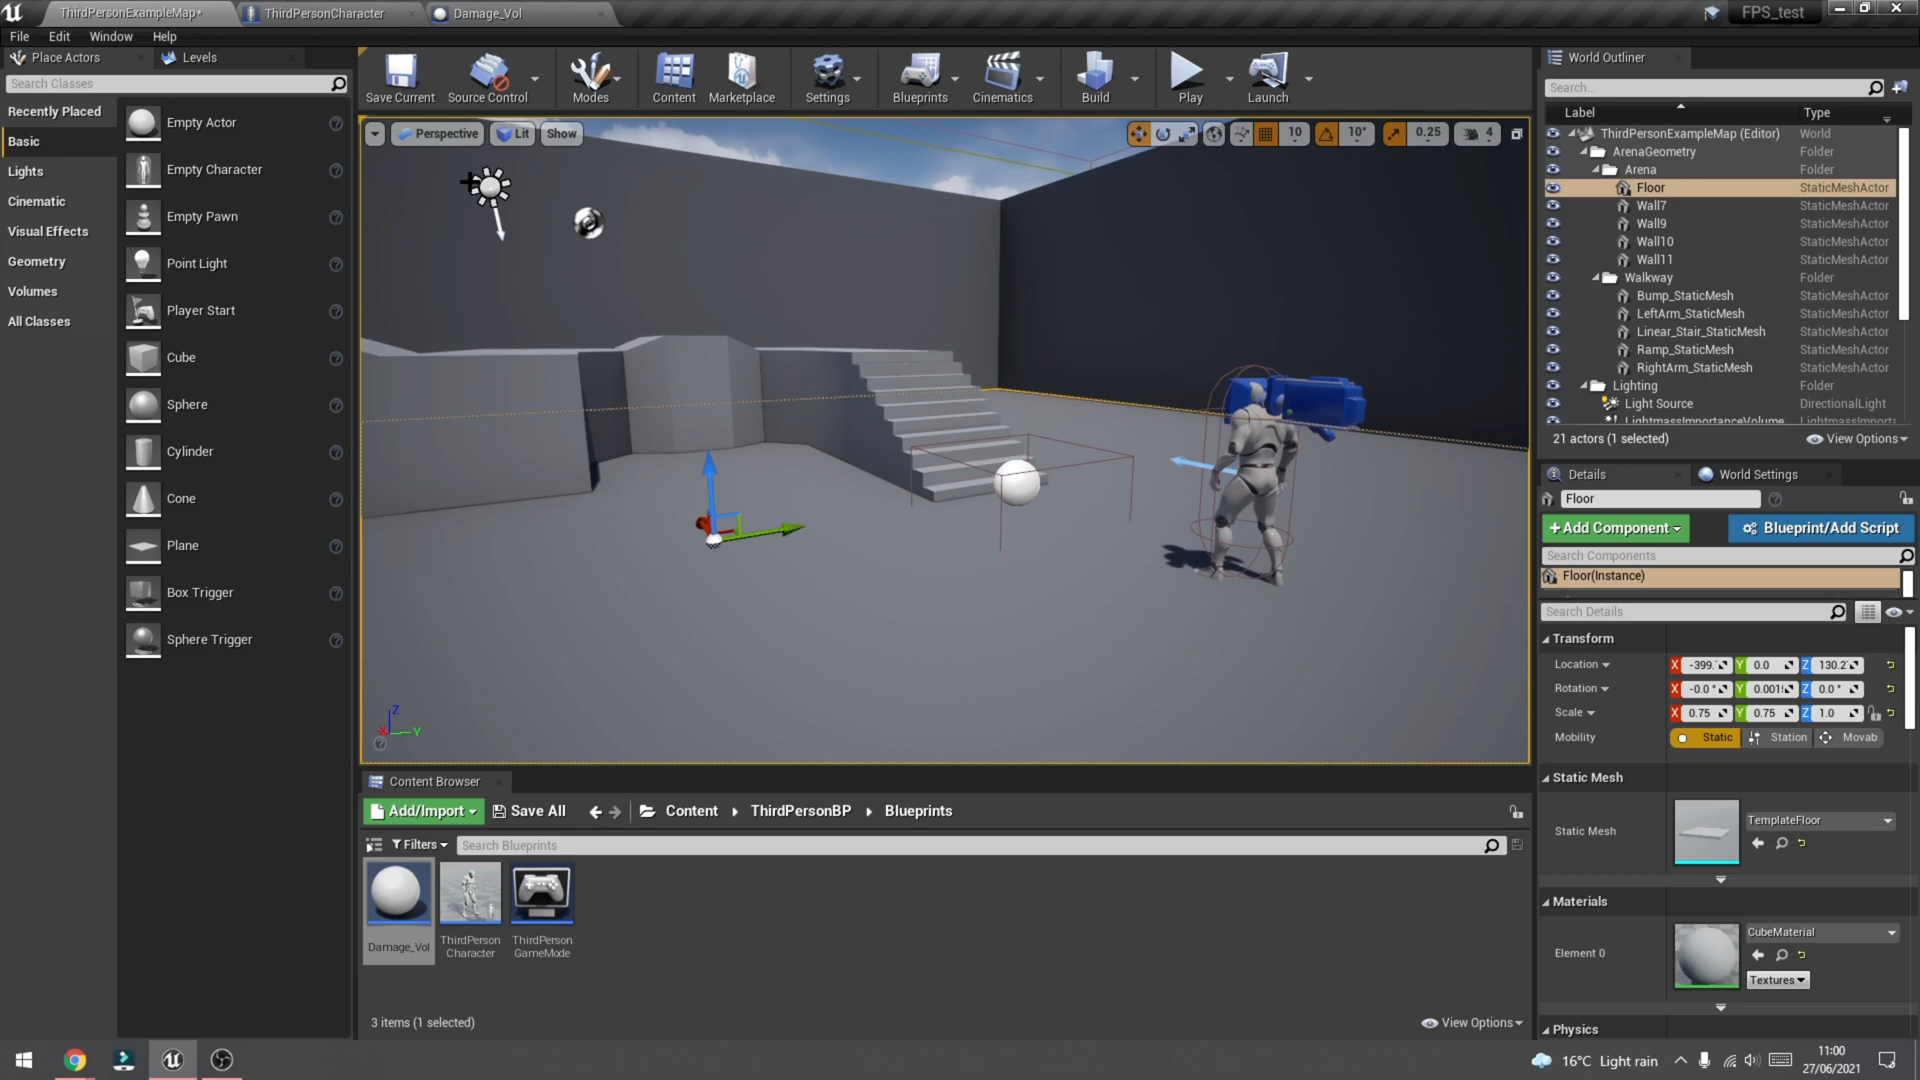 ThirdPersonExampleMap*
ThirdPersonCharacter
Damage_Vol
FPS_test
File Edit Window Help
Place Actors
Levels
Search Classes
Recently Placed
Basic
Lights
Cinematic
Visual Effects
Geometry
Volumes
All Classes
Empty Actor
Empty Character
Empty Pawn
Point Light
Player Start
Cube
Sphere
Cylinder
Cone
Plane
Box Trigger
Sphere Trigger
Save Current Source Control Modes Content Marketplace Settings Blueprints Cinematics Build Play Launch
Perspective Lit Show
10 10° 0.25 4
Z
X
Y
Content Browser
Add/Import Save All Content ThirdPersonBP Blueprints
Filters Search Blueprints
Damage_Vol
ThirdPerson
Character
ThirdPerson
GameMode
3 items (1 selected)
View Options
World Outliner
Search...
Label Type
ThirdPersonExampleMap (Editor) World
ArenaGeometry Folder
Arena Folder
Floor StaticMeshActor
Wall7 StaticMeshActor
Wall9 StaticMeshActor
Wall10 StaticMeshActor
Wall11 StaticMeshActor
Walkway Folder
Bump_StaticMesh StaticMeshActor
LeftArm_StaticMesh StaticMeshActor
Linear_Stair_StaticMesh StaticMeshActor
Ramp_StaticMesh StaticMeshActor
RightArm_StaticMesh StaticMeshActor
Lighting Folder
Light Source DirectionalLight
LightmassImportanceVolume LightmassImports
21 actors (1 selected) View Options
Details
World Settings
Floor
+Add Component Blueprint/Add Script
Search Components
Floor(Instance)
Search Details
Transform
Location X -399. Y 0.0 Z 130.2
Rotation X -0.0 ° Y 0.001 Z 0.0 °
Scale X 0.75 Y 0.75 Z 1.0
Mobility Static Station Movab
Static Mesh
Static Mesh TemplateFloor
Materials
Element 0 CubeMaterial
Textures
Physics
16°C Light rain
11:00
27/06/2021